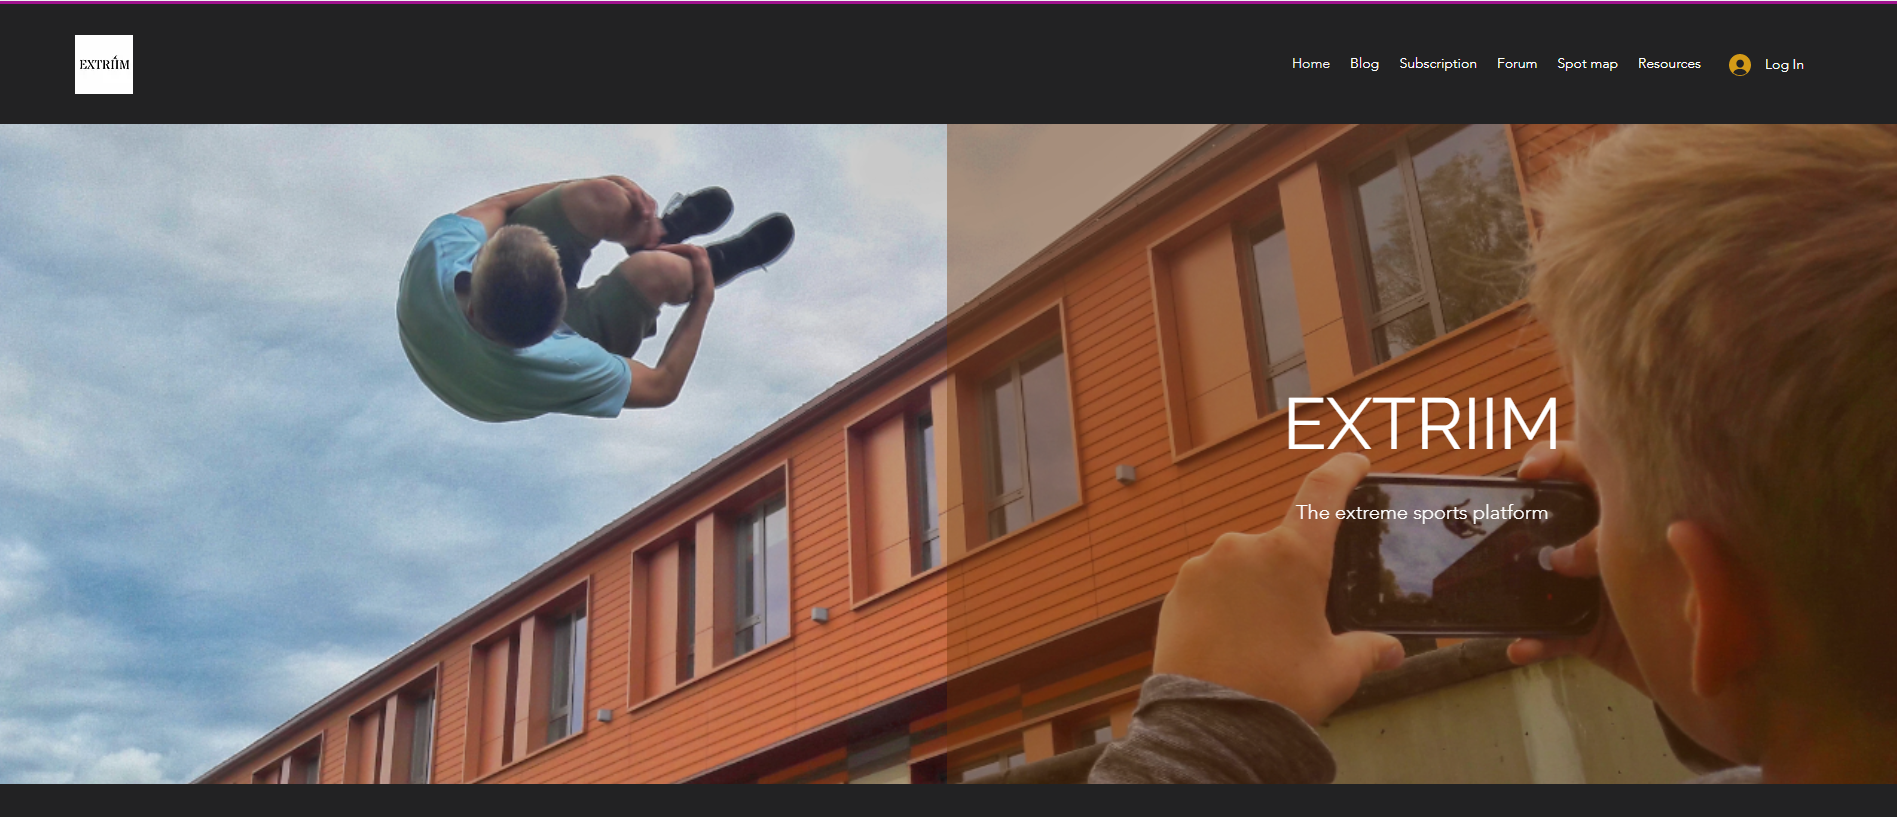 EXTRIIM
Home Blog Subscription Forum Spot map Resources Log In
EXTRIIM
The extreme sports platform